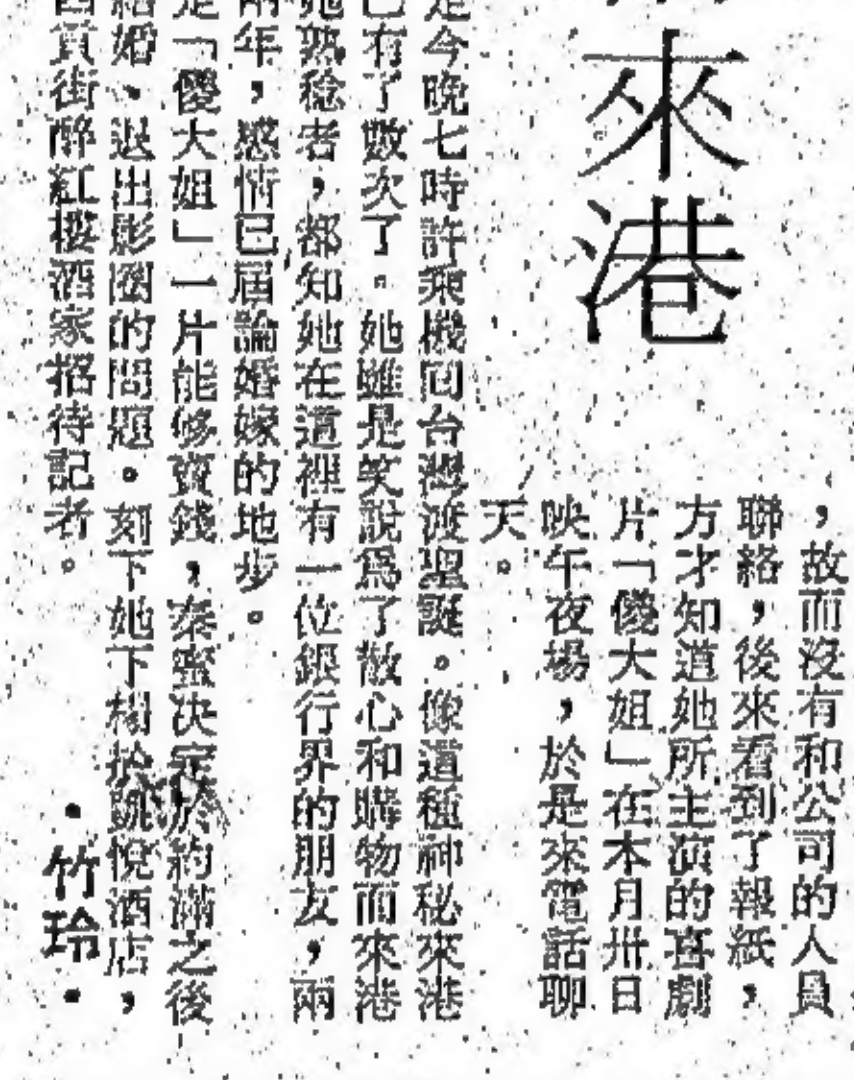 來港
，故而沒有和公司的人員
聯絡，後來看到了報紙，
方才知道她所主演的喜劇
片「傻大姐」在本月卅日
映午夜場，於是來電話聊
天。
是今晚七時許乘機回台灣渡聖誕。像這種神秘來港
已有了數次了。她雖是笑說爲了散心和購物而來港
她熟稔者，都知她在這裡有一位銀行界的朋友，兩
兩年，感情已屆論婚嫁的地步。
是「傻大姐」一片能够賣錢，秦蜜决定於約滿之後
結婚、退出影圈的問題。刻下她下榻於凱悅酒店，
西貢街醉紅樓酒家招待記者。
・竹玲・